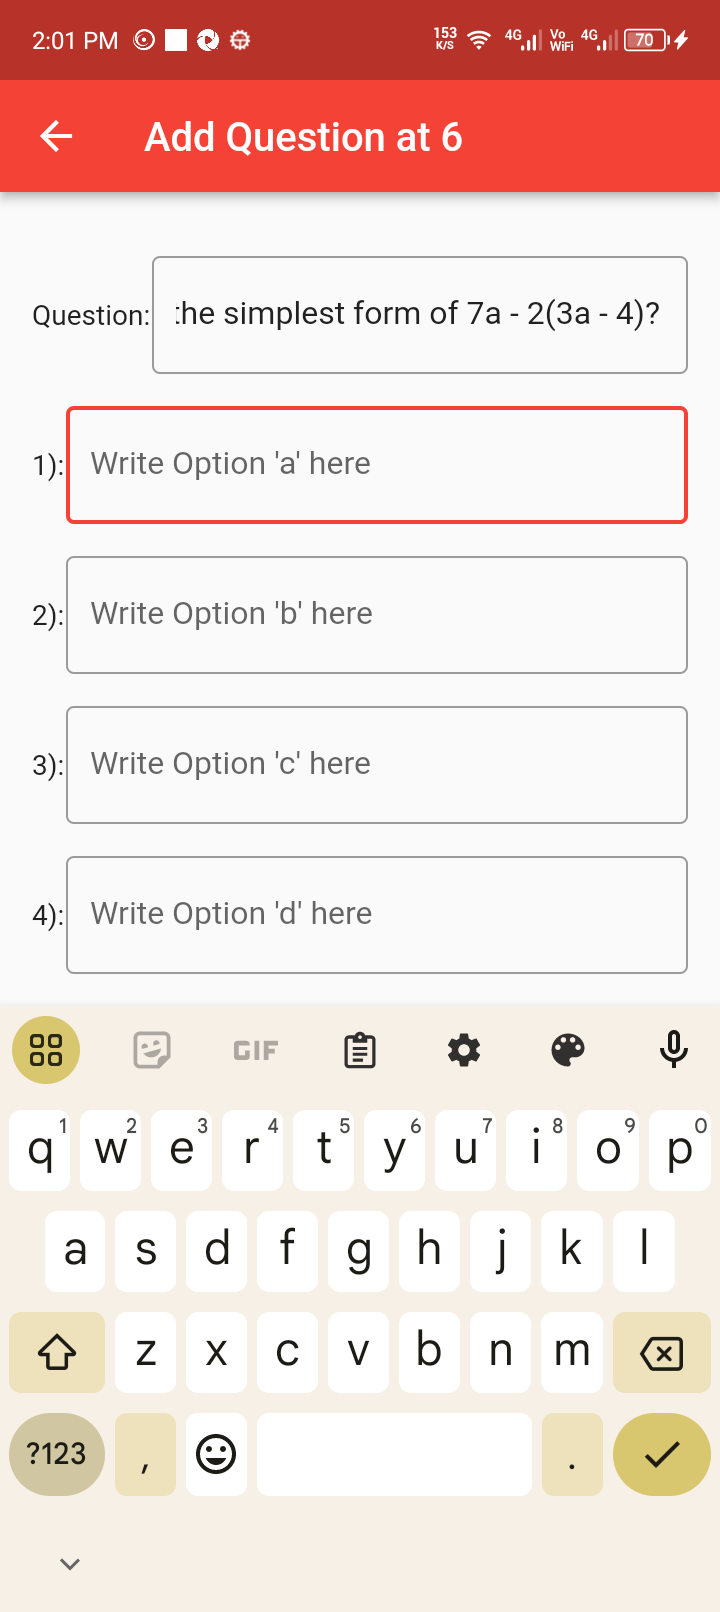 2:01 PM 153 K/S 4G Vo WiFi 4G 70
Add Question at 6
Question: the simplest form of 7a - 2(3a - 4)?
1): Write Option 'a' here
2): Write Option 'b' here
3): Write Option 'c' here
4): Write Option 'd' here
GIF
q 1 w 2 e 3 r 4 t 5 y 6 u 7 i 8 o 9 p 0
a s d f g h j k l
z x c v b n m
?123 , .